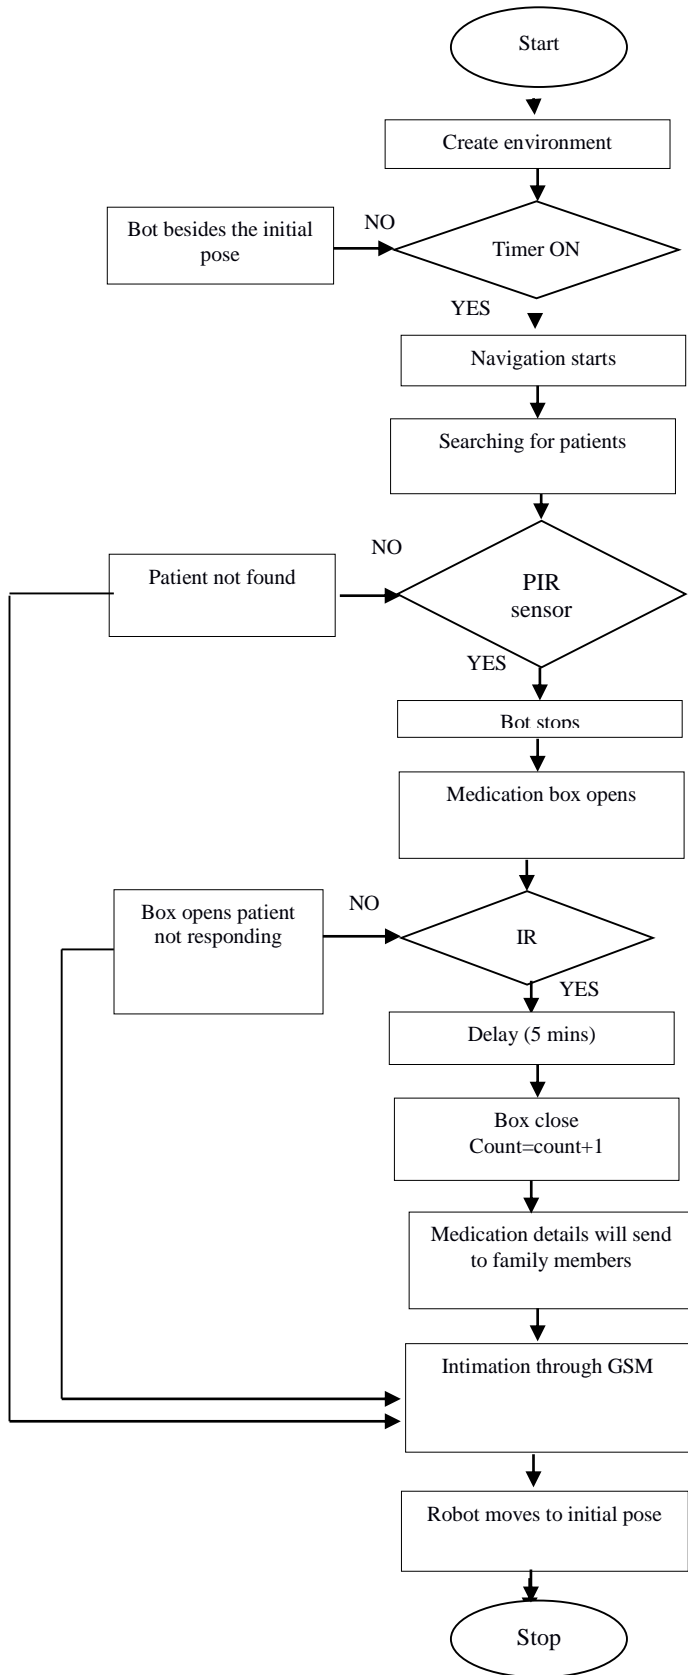 Start
Create environment
Bot besides the initial
pose
NO
Timer ON
YES
Navigation starts
Searching for patients
NO
Patient not found
PIR
sensor
YES
Bot stops
Medication box opens
Box opens patient
not responding
NO
IR
YES
Delay (5 mins)
Box close
Count=count+1
Medication details will send
to family members
Intimation through GSM
Robot moves to initial pose
Stop